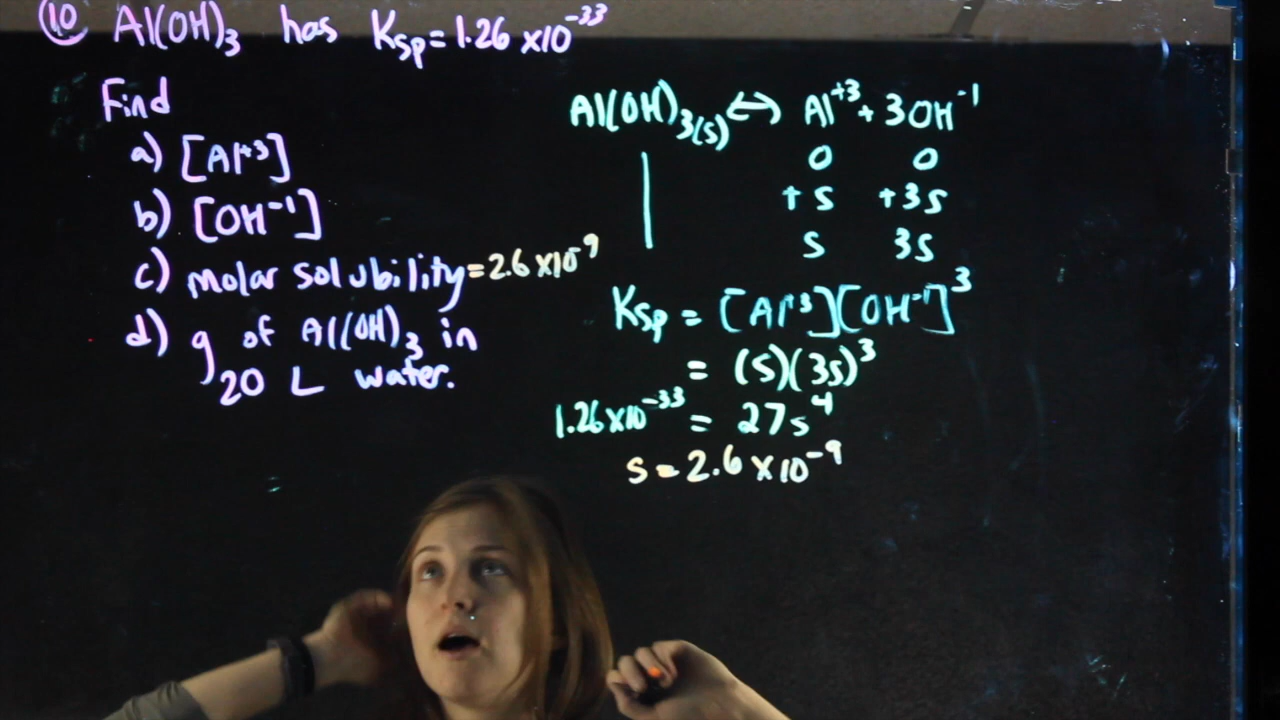 10 Al(OH)₃ has Ksp = 1.26 x10⁻³³
Find
a) [Al⁺³]
b) [OH⁻¹]
c) molar solubility = 2.6 x10⁻⁹
d) g of Al(OH)₃ in
20 L water.
Al(OH)₃(s) ↔ Al⁺³ + 3OH⁻¹
0 0
+s +3s
s 3s
Ksp = [Al⁺³][OH⁻¹]³
= (s)(3s)³
1.26x10⁻³³ = 27s⁴
s = 2.6 x10⁻⁹